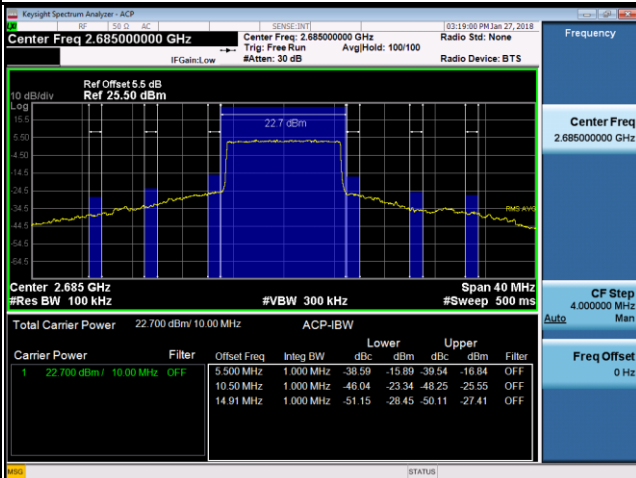 Keysight Spectrum Analyzer - ACP
RF 50 Ω AC SENSE:INT 03:19:00 PM Jan 27, 2018
Center Freq 2.685000000 GHz Center Freq: 2.685000000 GHz Radio Std: None Frequency
Trig: Free Run Avg|Hold: 100/100
IFGain:Low #Atten: 30 dB Radio Device: BTS
Ref Offset 5.5 dB
10 dB/div Ref 25.50 dBm
Log
15.5
22.7 dBm
5.50
-4.50
-14.5
-24.5
-34.5
RMS AVG
-44.5
-54.5
-64.5
Center Freq
2.685000000 GHz
Center 2.685 GHz Span 40 MHz
#Res BW 100 kHz #VBW 300 kHz #Sweep 500 ms
CF Step
4.000000 MHz
Auto Man
Total Carrier Power 22.700 dBm/ 10.00 MHz ACP-IBW
Lower Upper
Carrier Power Filter Offset Freq Integ BW dBc dBm dBc dBm Filter
1 22.700 dBm / 10.00 MHz OFF 5.500 MHz 1.000 MHz -38.59 -15.89 -39.54 -16.84 OFF
10.50 MHz 1.000 MHz -46.04 -23.34 -48.25 -25.55 OFF
14.91 MHz 1.000 MHz -51.15 -28.45 -50.11 -27.41 OFF
Freq Offset
0 Hz
MSG STATUS